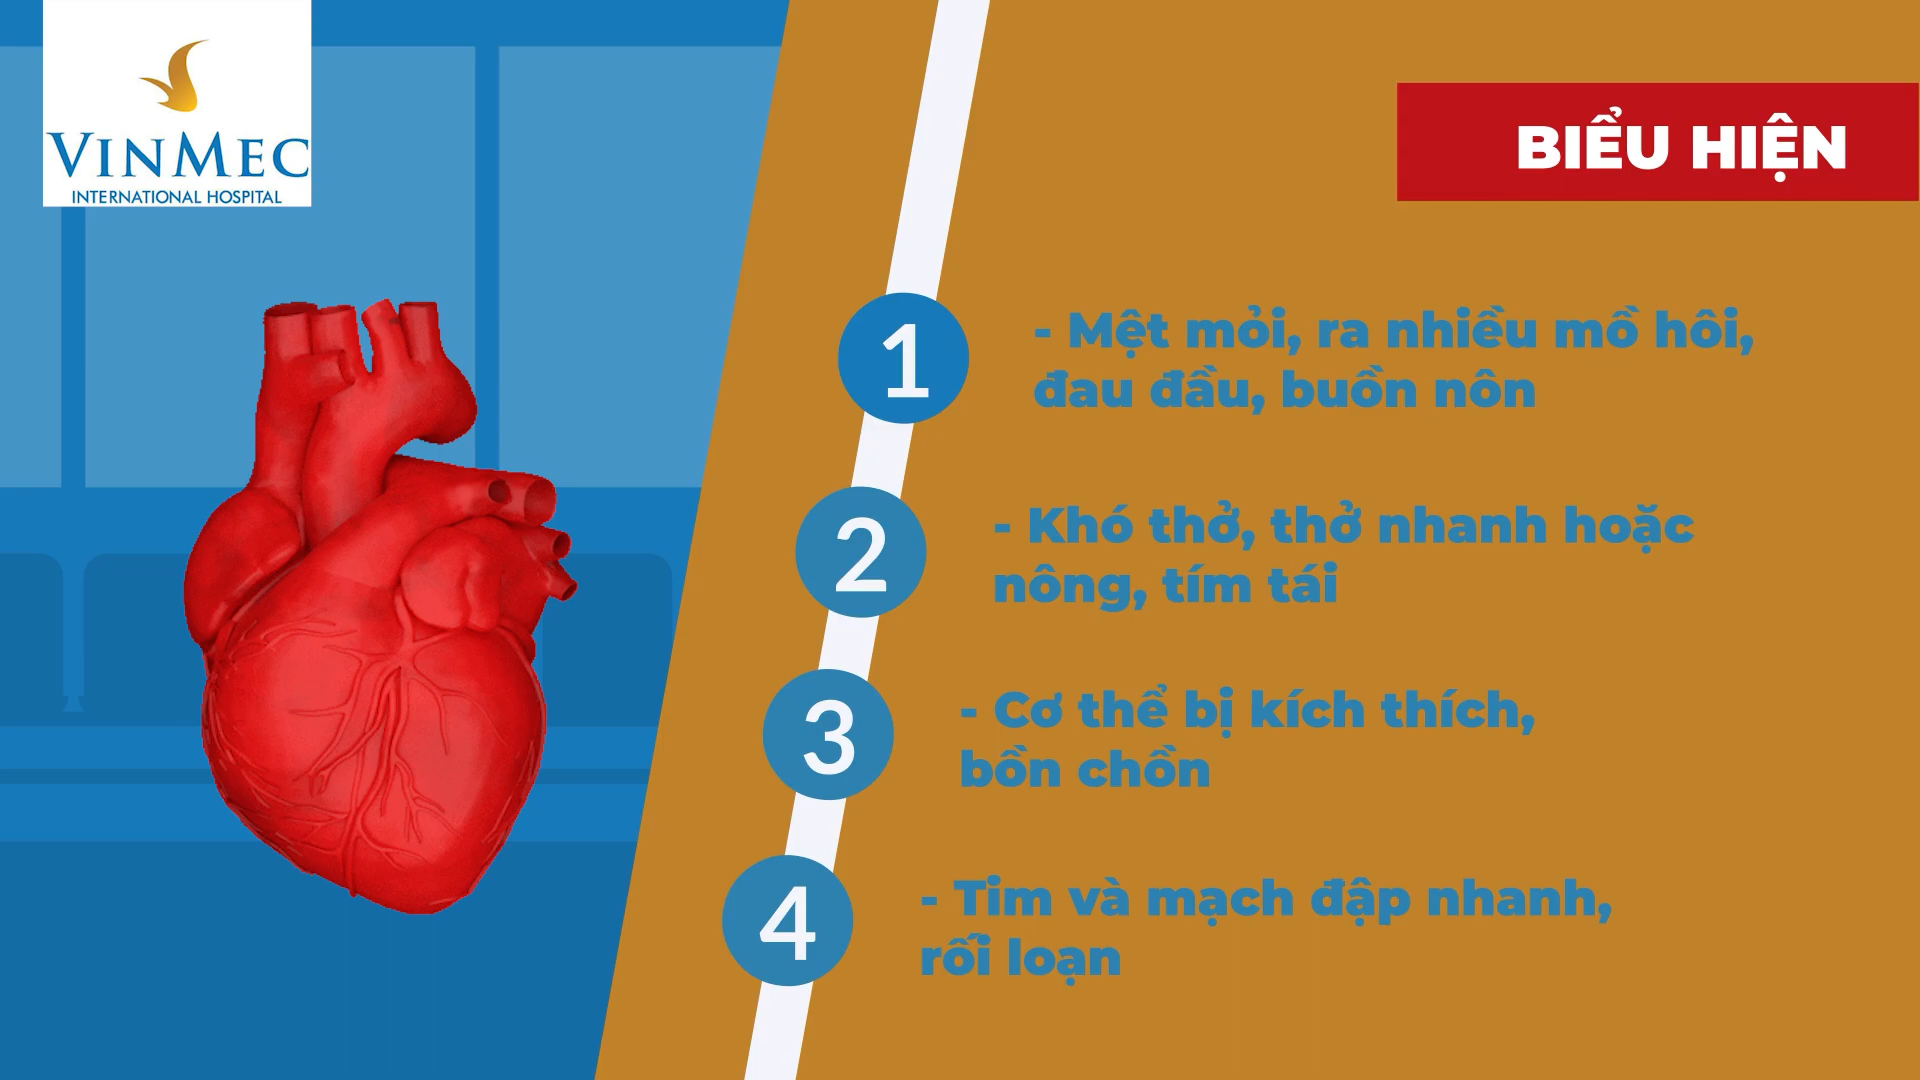 VINMEC
INTERNATIONAL HOSPITAL
BIỂU HIỆN
1
- Mệt mỏi, ra nhiều mồ hôi,
đau đầu, buồn nôn
2
- Khó thở, thở nhanh hoặc
nông, tím tái
3
- Cơ thể bị kích thích,
bồn chồn
4
- Tim và mạch đập nhanh,
rối loạn